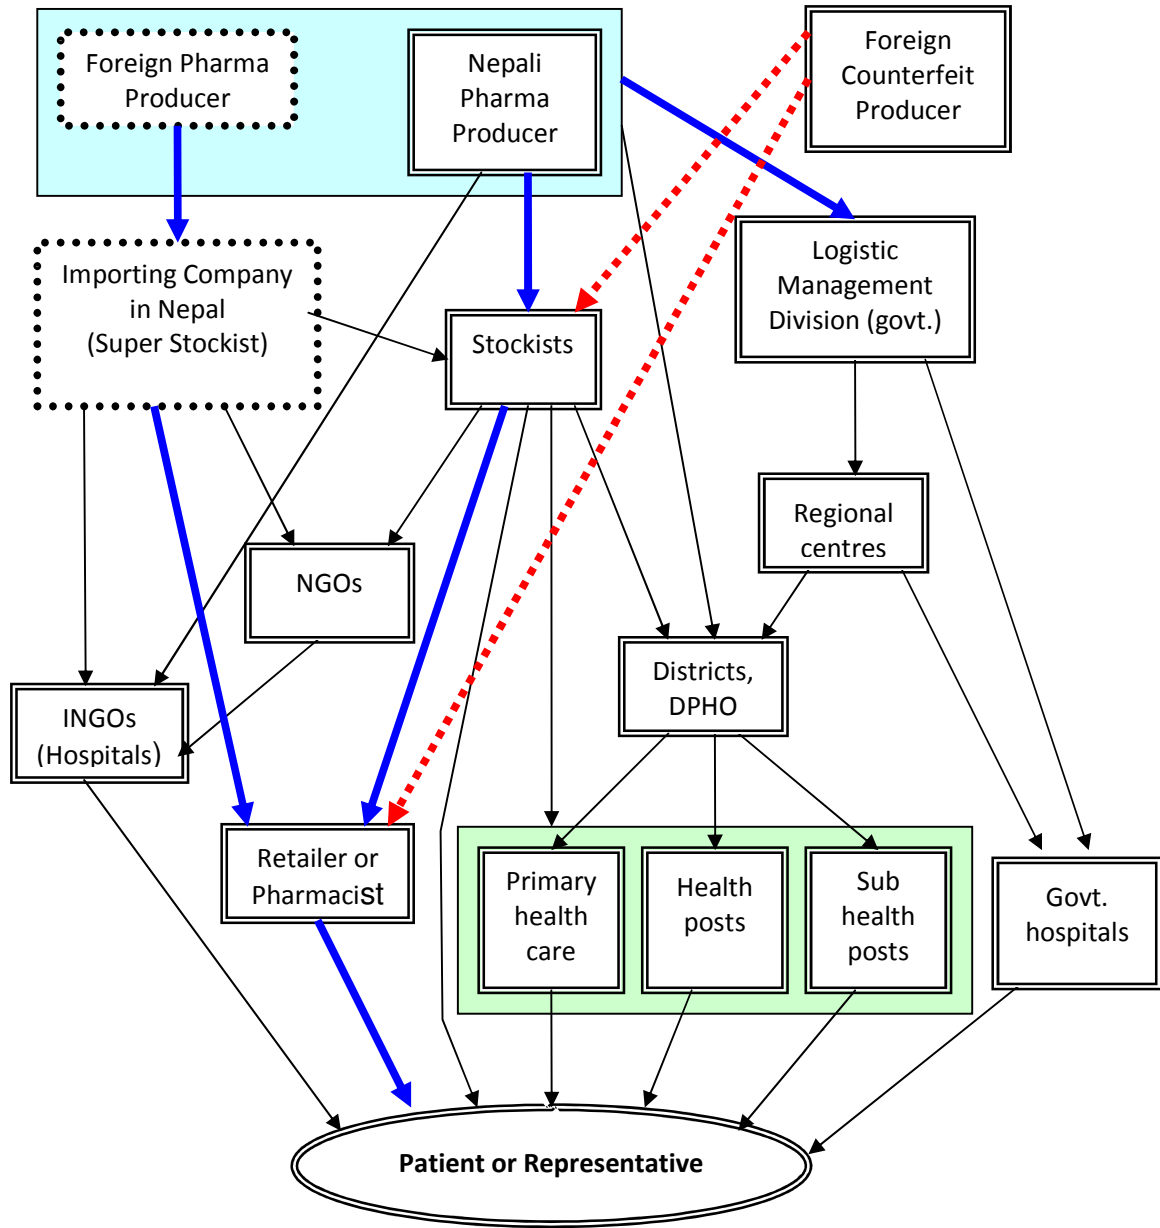 Foreign Pharma
Producer
Nepali
Pharma
Producer
Foreign
Counterfeit
Producer
Importing Company
in Nepal
(Super Stockist)
Stockists
Logistic
Management
Division (govt.)
Regional
centres
NGOs
Districts,
DPHO
INGOs
(Hospitals)
Retailer or
Pharmacist
Primary
health
care
Health
posts
Sub
health
posts
Govt.
hospitals
Patient or Representative